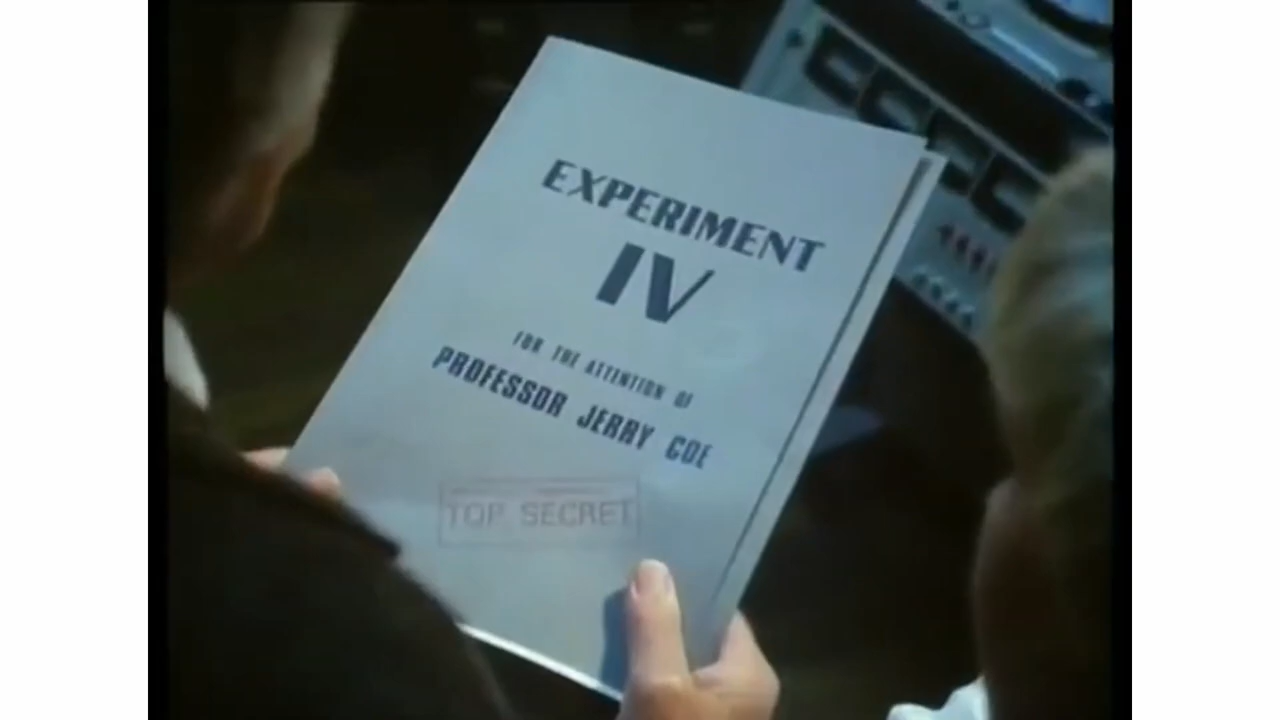 EXPERIMENT
IV
FOR THE ATTENTION OF
PROFESSOR JERRY COE
TOP SECRET